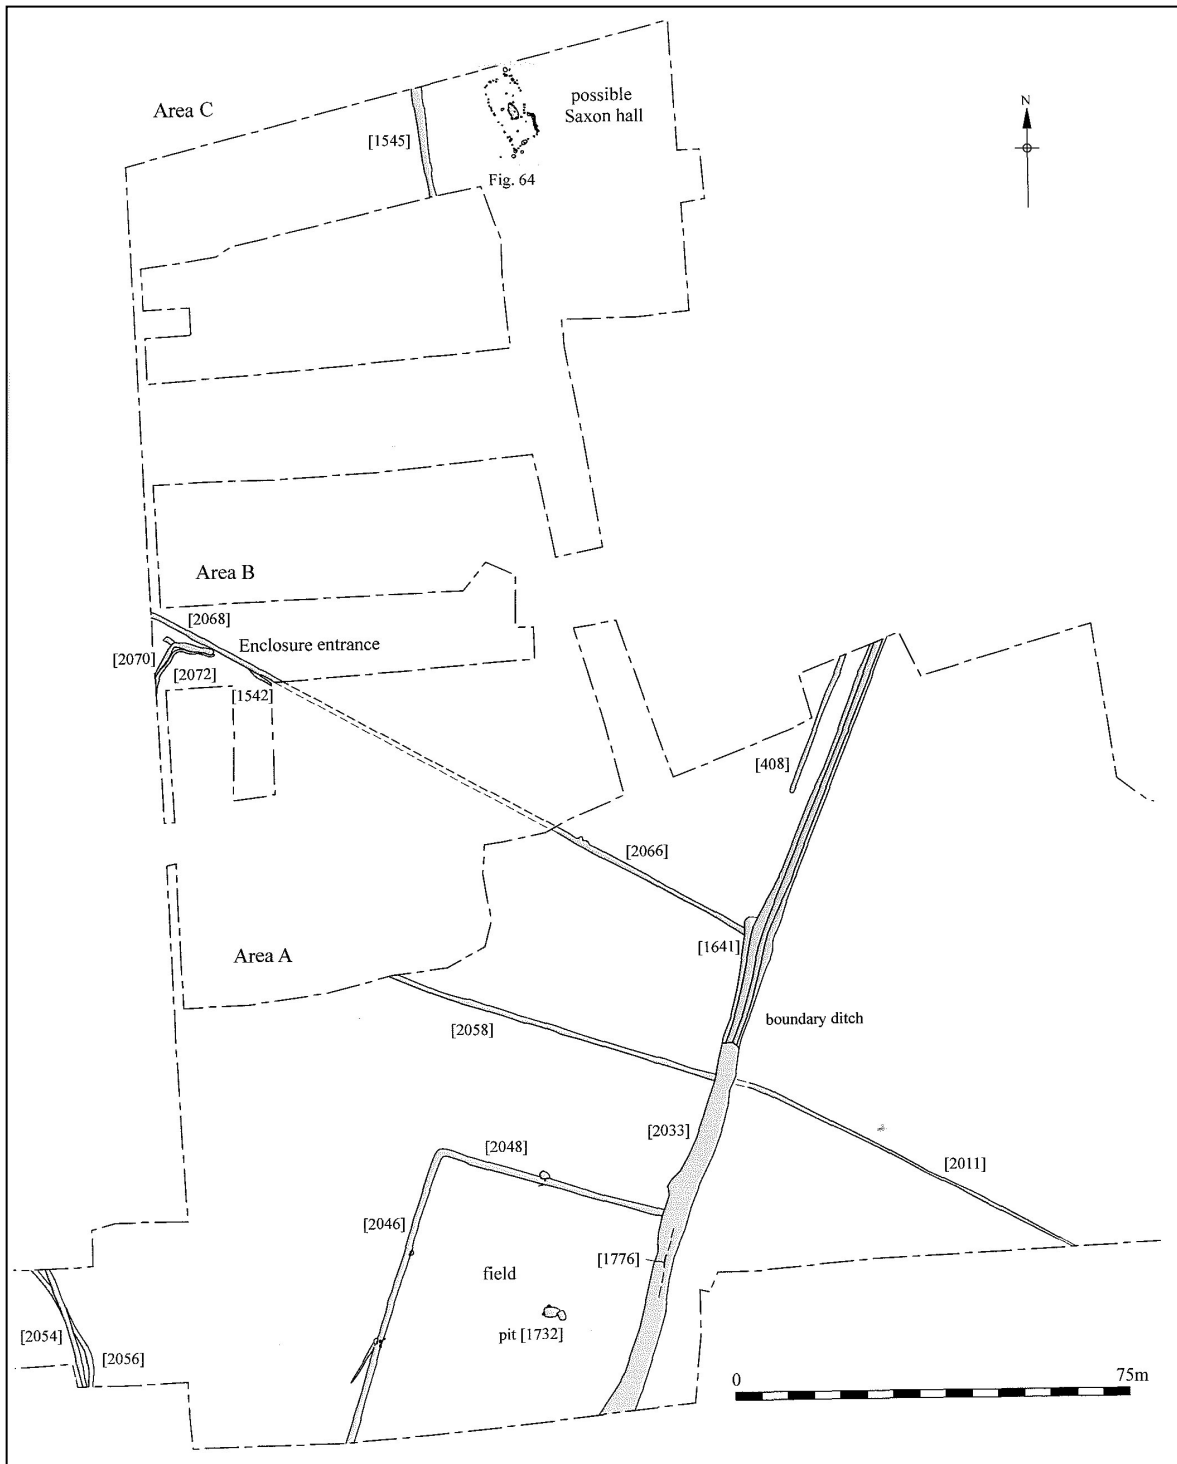 Area C
possible
Saxon hall
N
[1545]
Fig. 64
Area B
[2068]
Enclosure entrance
[2070]
[2072]
[1542]
[408]
[2066]
[1641]
Area A
boundary ditch
[2058]
[2033]
[2048]
[2011]
[2046]
[1776]
field
pit [1732]
[2054]
[2056]
0
75m